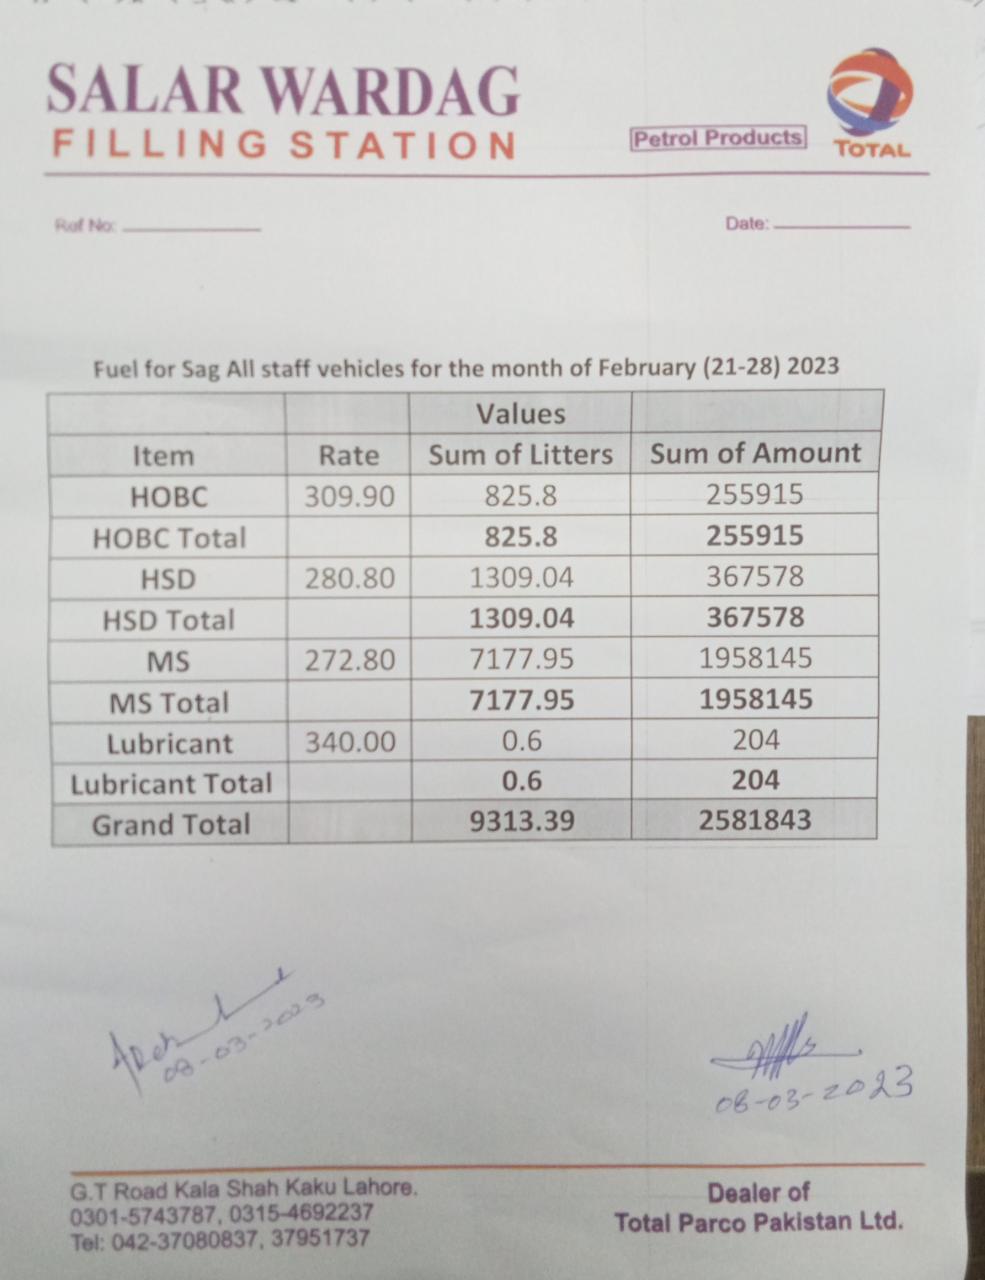 SALAR WARDAG
FILLING STATION
Petrol Products
TOTAL
Ref No:
Date:
Fuel for Sag All staff vehicles for the month of February (21-28) 2023
Values
Item Rate Sum of Litters Sum of Amount
HOBC 309.90 825.8 255915
HOBC Total 825.8 255915
HSD 280.80 1309.04 367578
HSD Total 1309.04 367578
MS 272.80 7177.95 1958145
MS Total 7177.95 1958145
Lubricant 340.00 0.6 204
Lubricant Total 0.6 204
Grand Total 9313.39 2581843
08-03-2023
08-03-2023
G.T Road Kala Shah Kaku Lahore.
0301-5743787, 0315-4692237
Tel: 042-37080837, 37951737
Dealer of
Total Parco Pakistan Ltd.